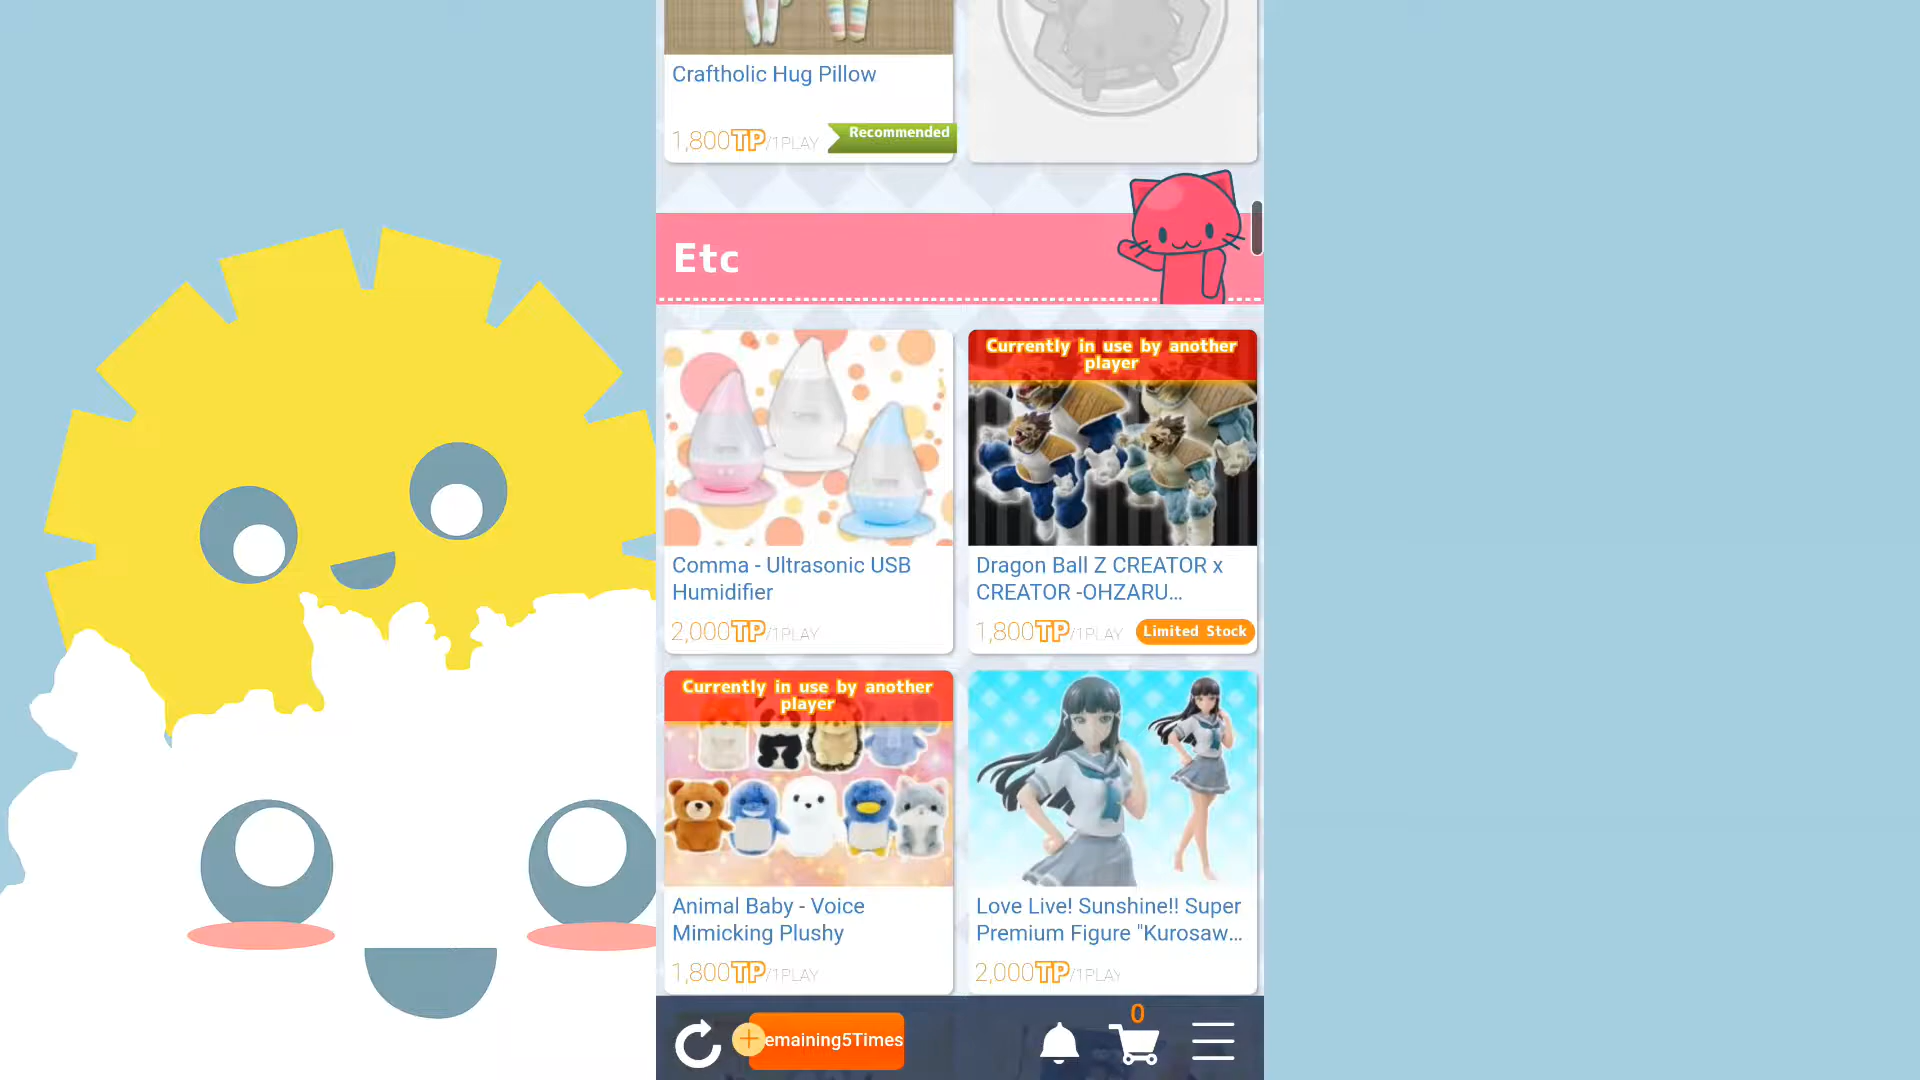 Craftholic Hug Pillow
1,800TP/1PLAY
Recommended
Etc
Currently in use by another
player
Comma - Ultrasonic USB
Humidifier
2,000TP/1PLAY
Dragon Ball Z CREATOR x
CREATOR -OHZARU...
1,800TP/1PLAY
Limited Stock
Currently in use by another
player
Animal Baby - Voice
Mimicking Plushy
1,800TP/1PLAY
Love Live! Sunshine!! Super
Premium Figure "Kurosaw...
2,000TP/1PLAY
emaining5Times
0